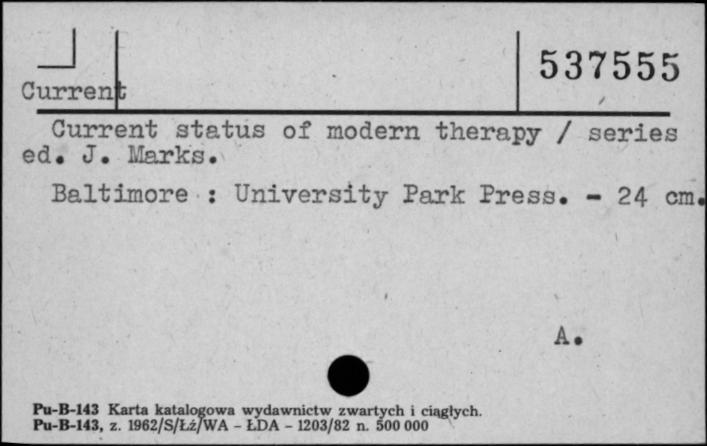 537555
Current
Current status of modern therapy / series
ed. J. Marks.
Baltimore : University Park Press. - 24 cm.
A.
Pu-B-143 Karta katalogowa wydawnictw zwartych i ciągłych.
Pu-B-143, z. 1962/S/Łź/WA - ŁDA - 1203/82 n. 500 000